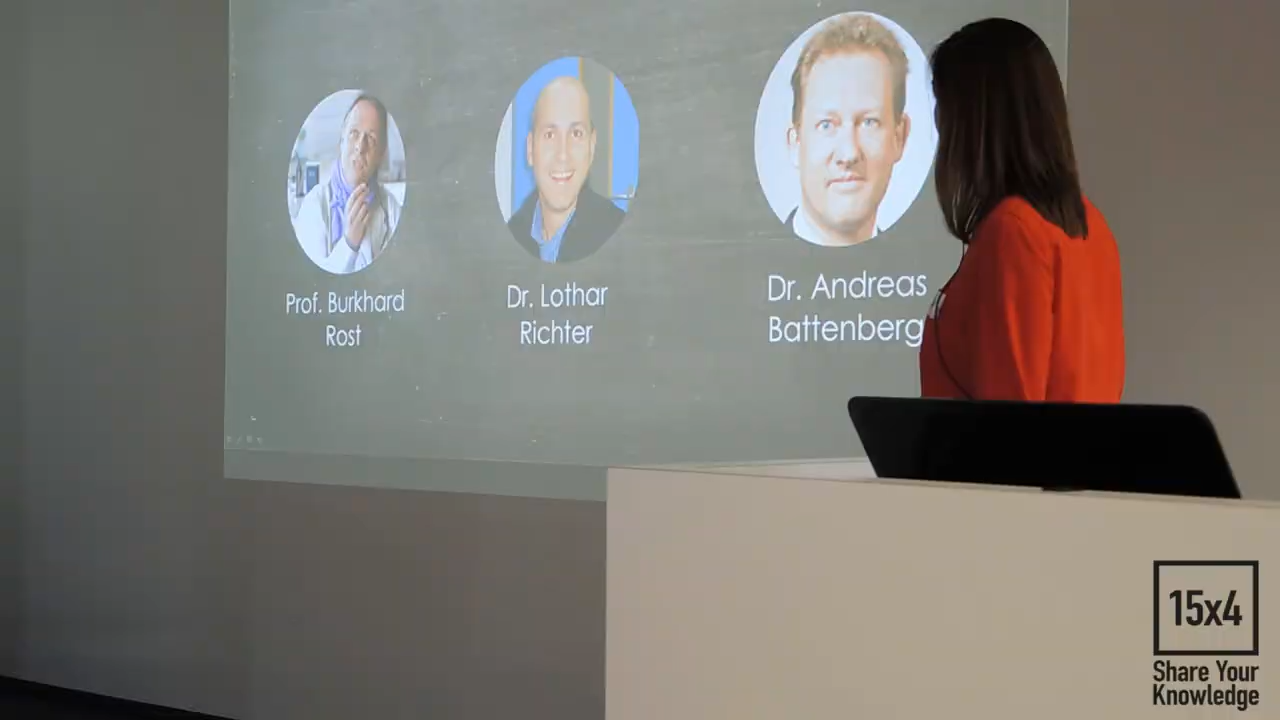 Prof. Burkhard
Rost
Dr. Lothar
Richter
Dr. Andreas
Battenberg
15x4
Share Your
Knowledge